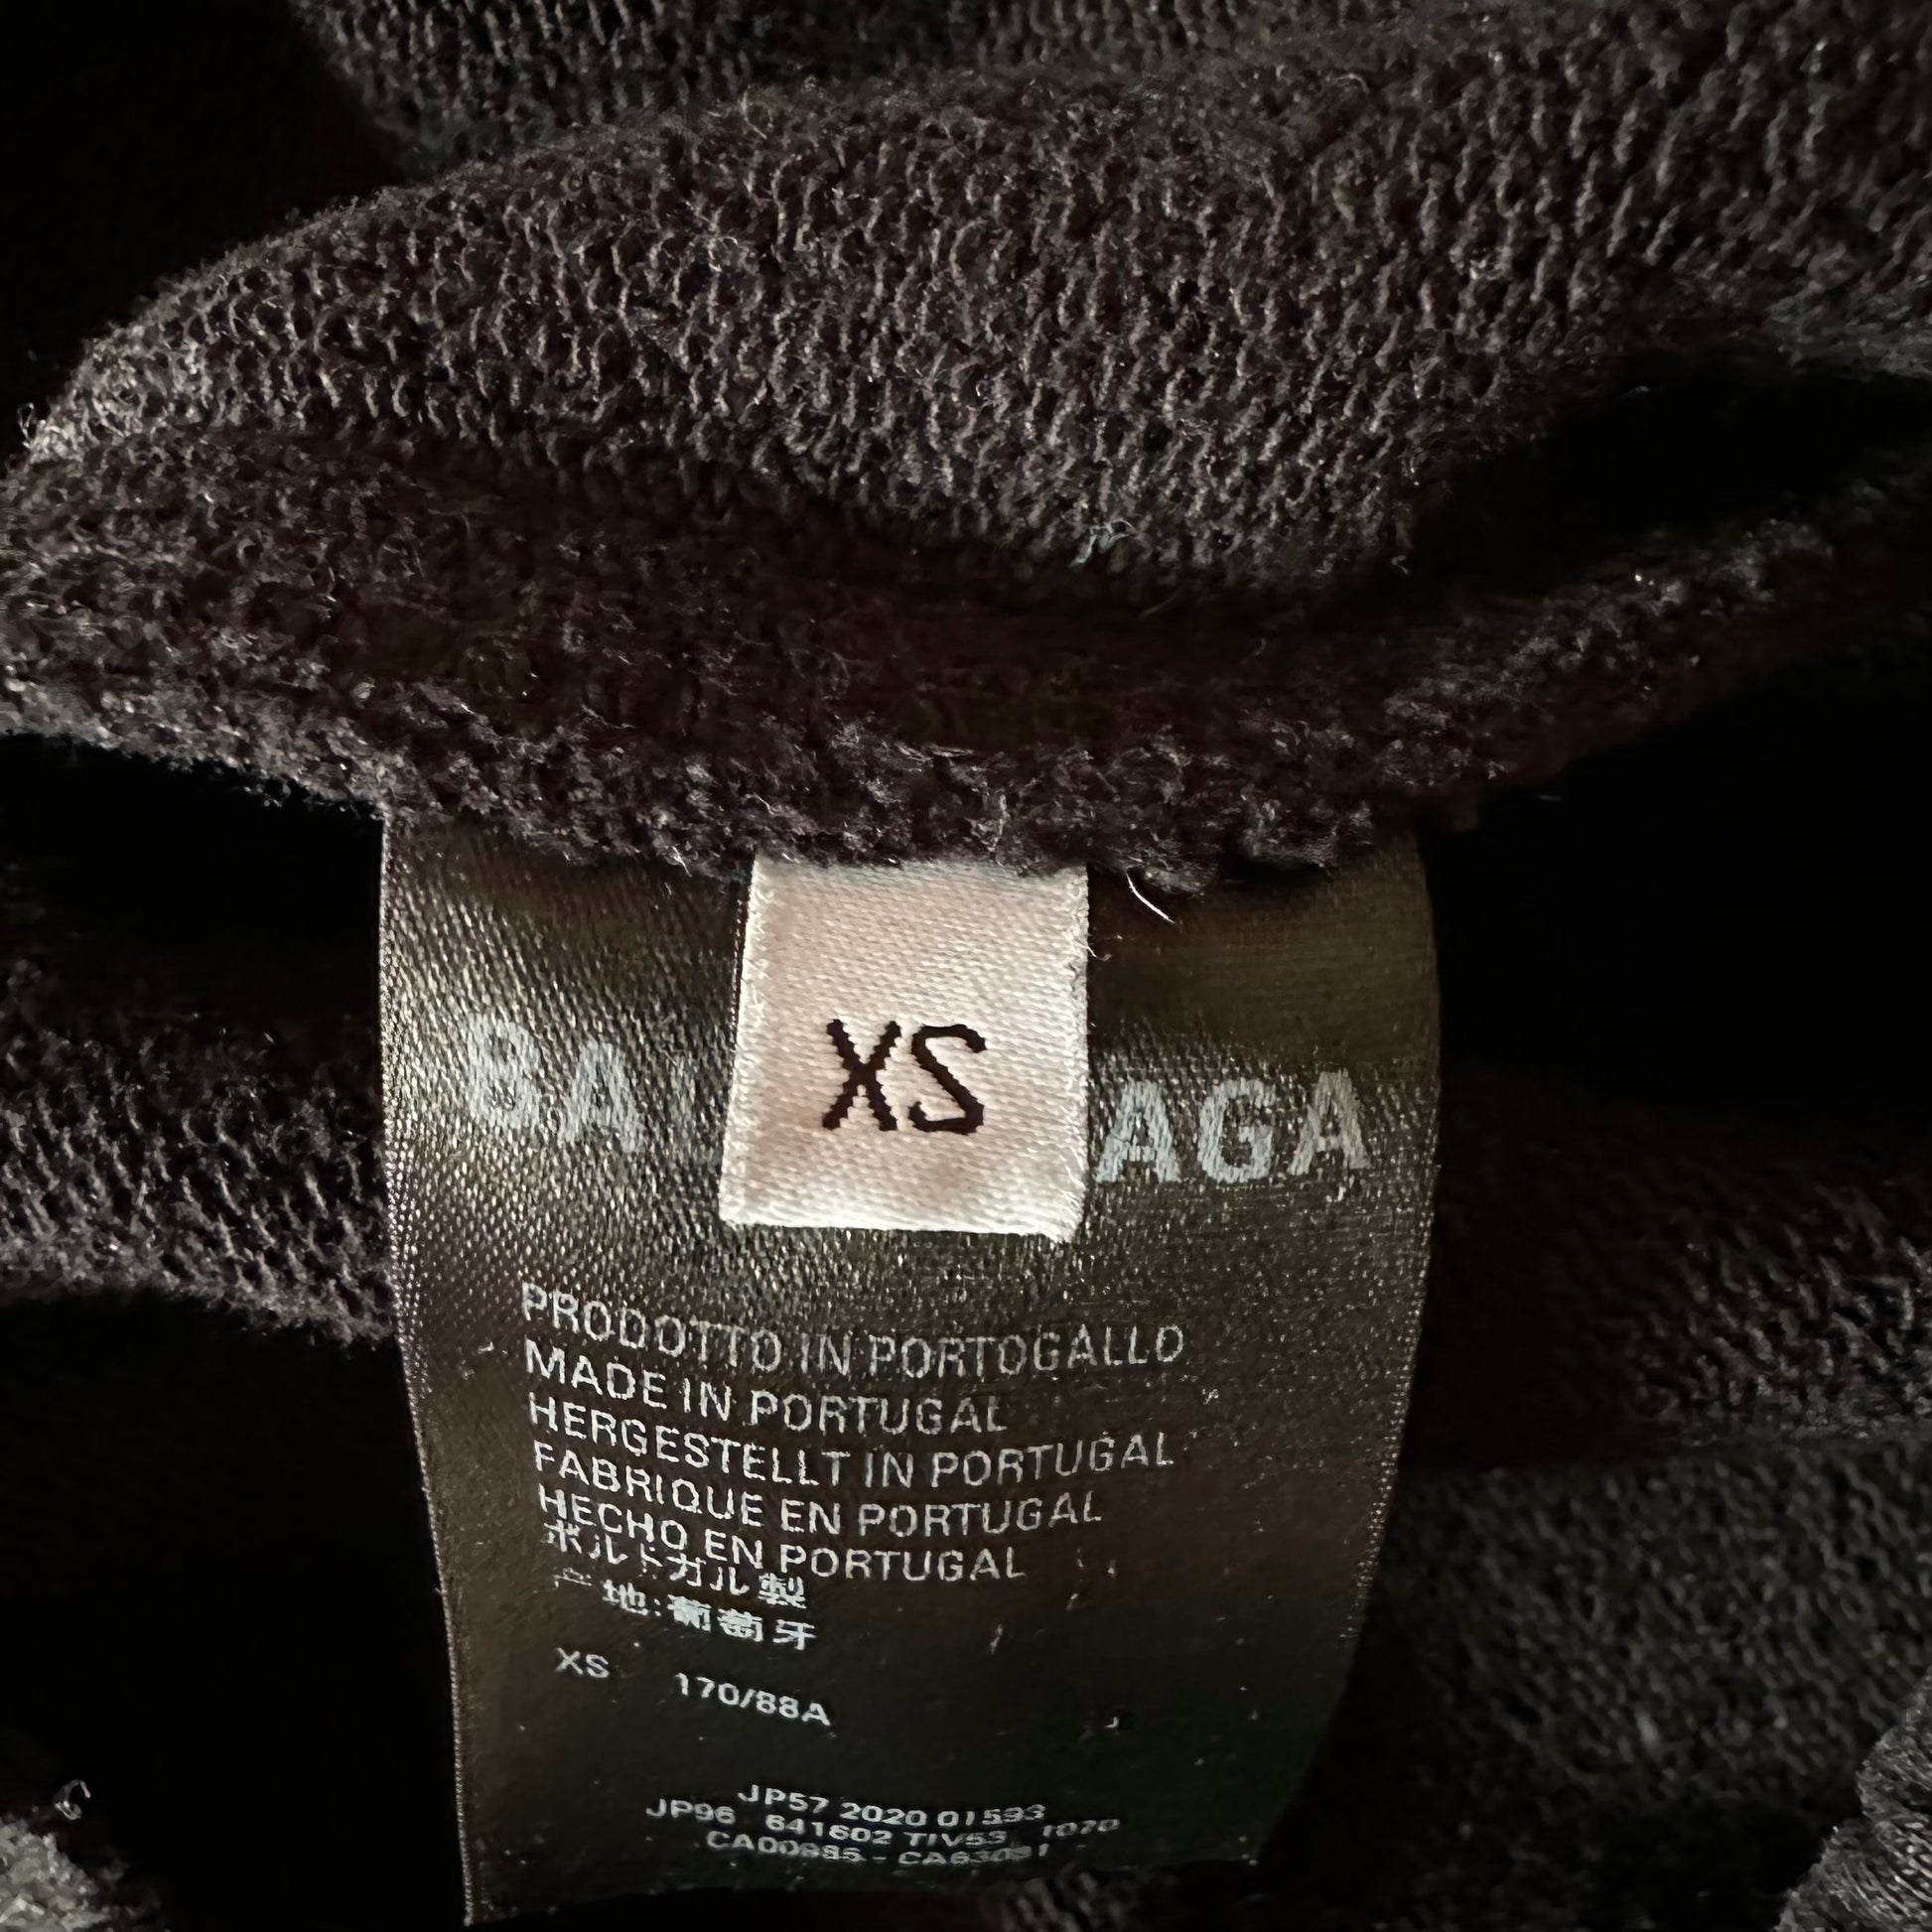 XS
BA AGA
PRODOTTO IN PORTOGALLO
MADE IN PORTUGAL
HERGESTELLT IN PORTUGAL
FABRIQUE EN PORTUGAL
HECHO EN PORTUGAL
ポルトガル製
产地:葡萄牙
XS 170/88A
JP57 2020 01593
JP96 641602 TIV53 1070
CA00885 - CA63091